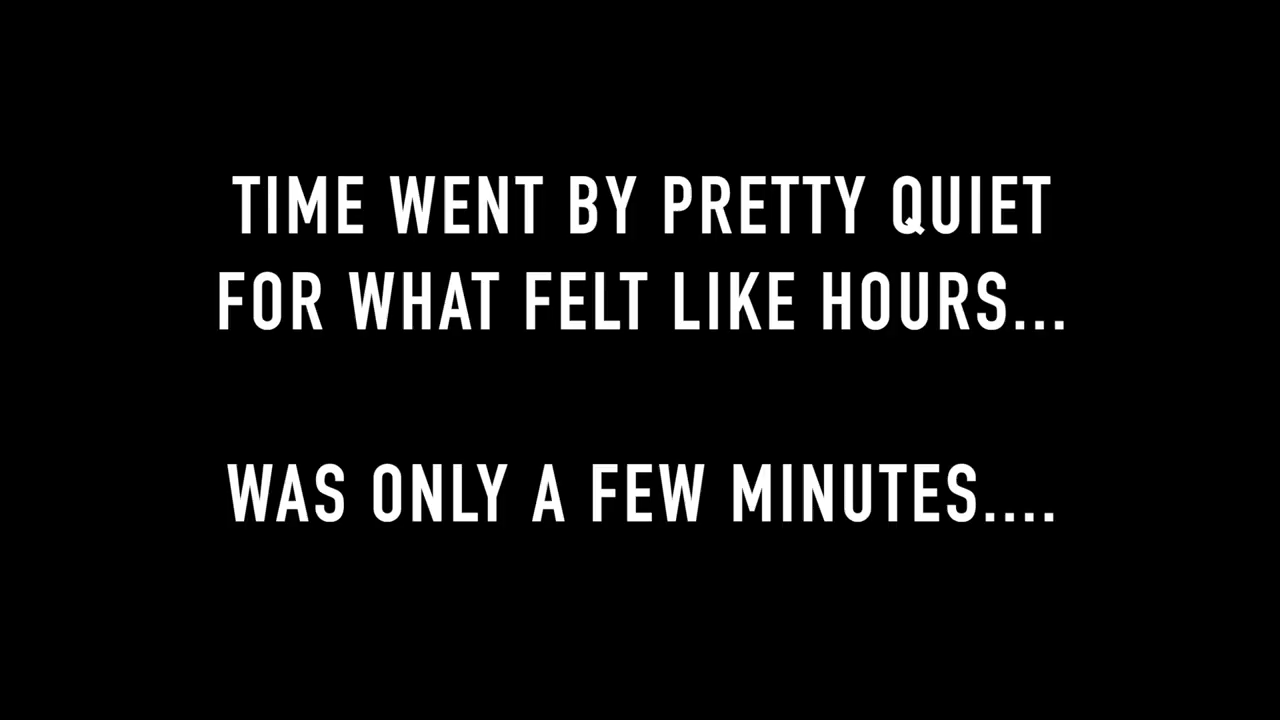 TIME WENT BY PRETTY QUIET
FOR WHAT FELT LIKE HOURS...
WAS ONLY A FEW MINUTES....